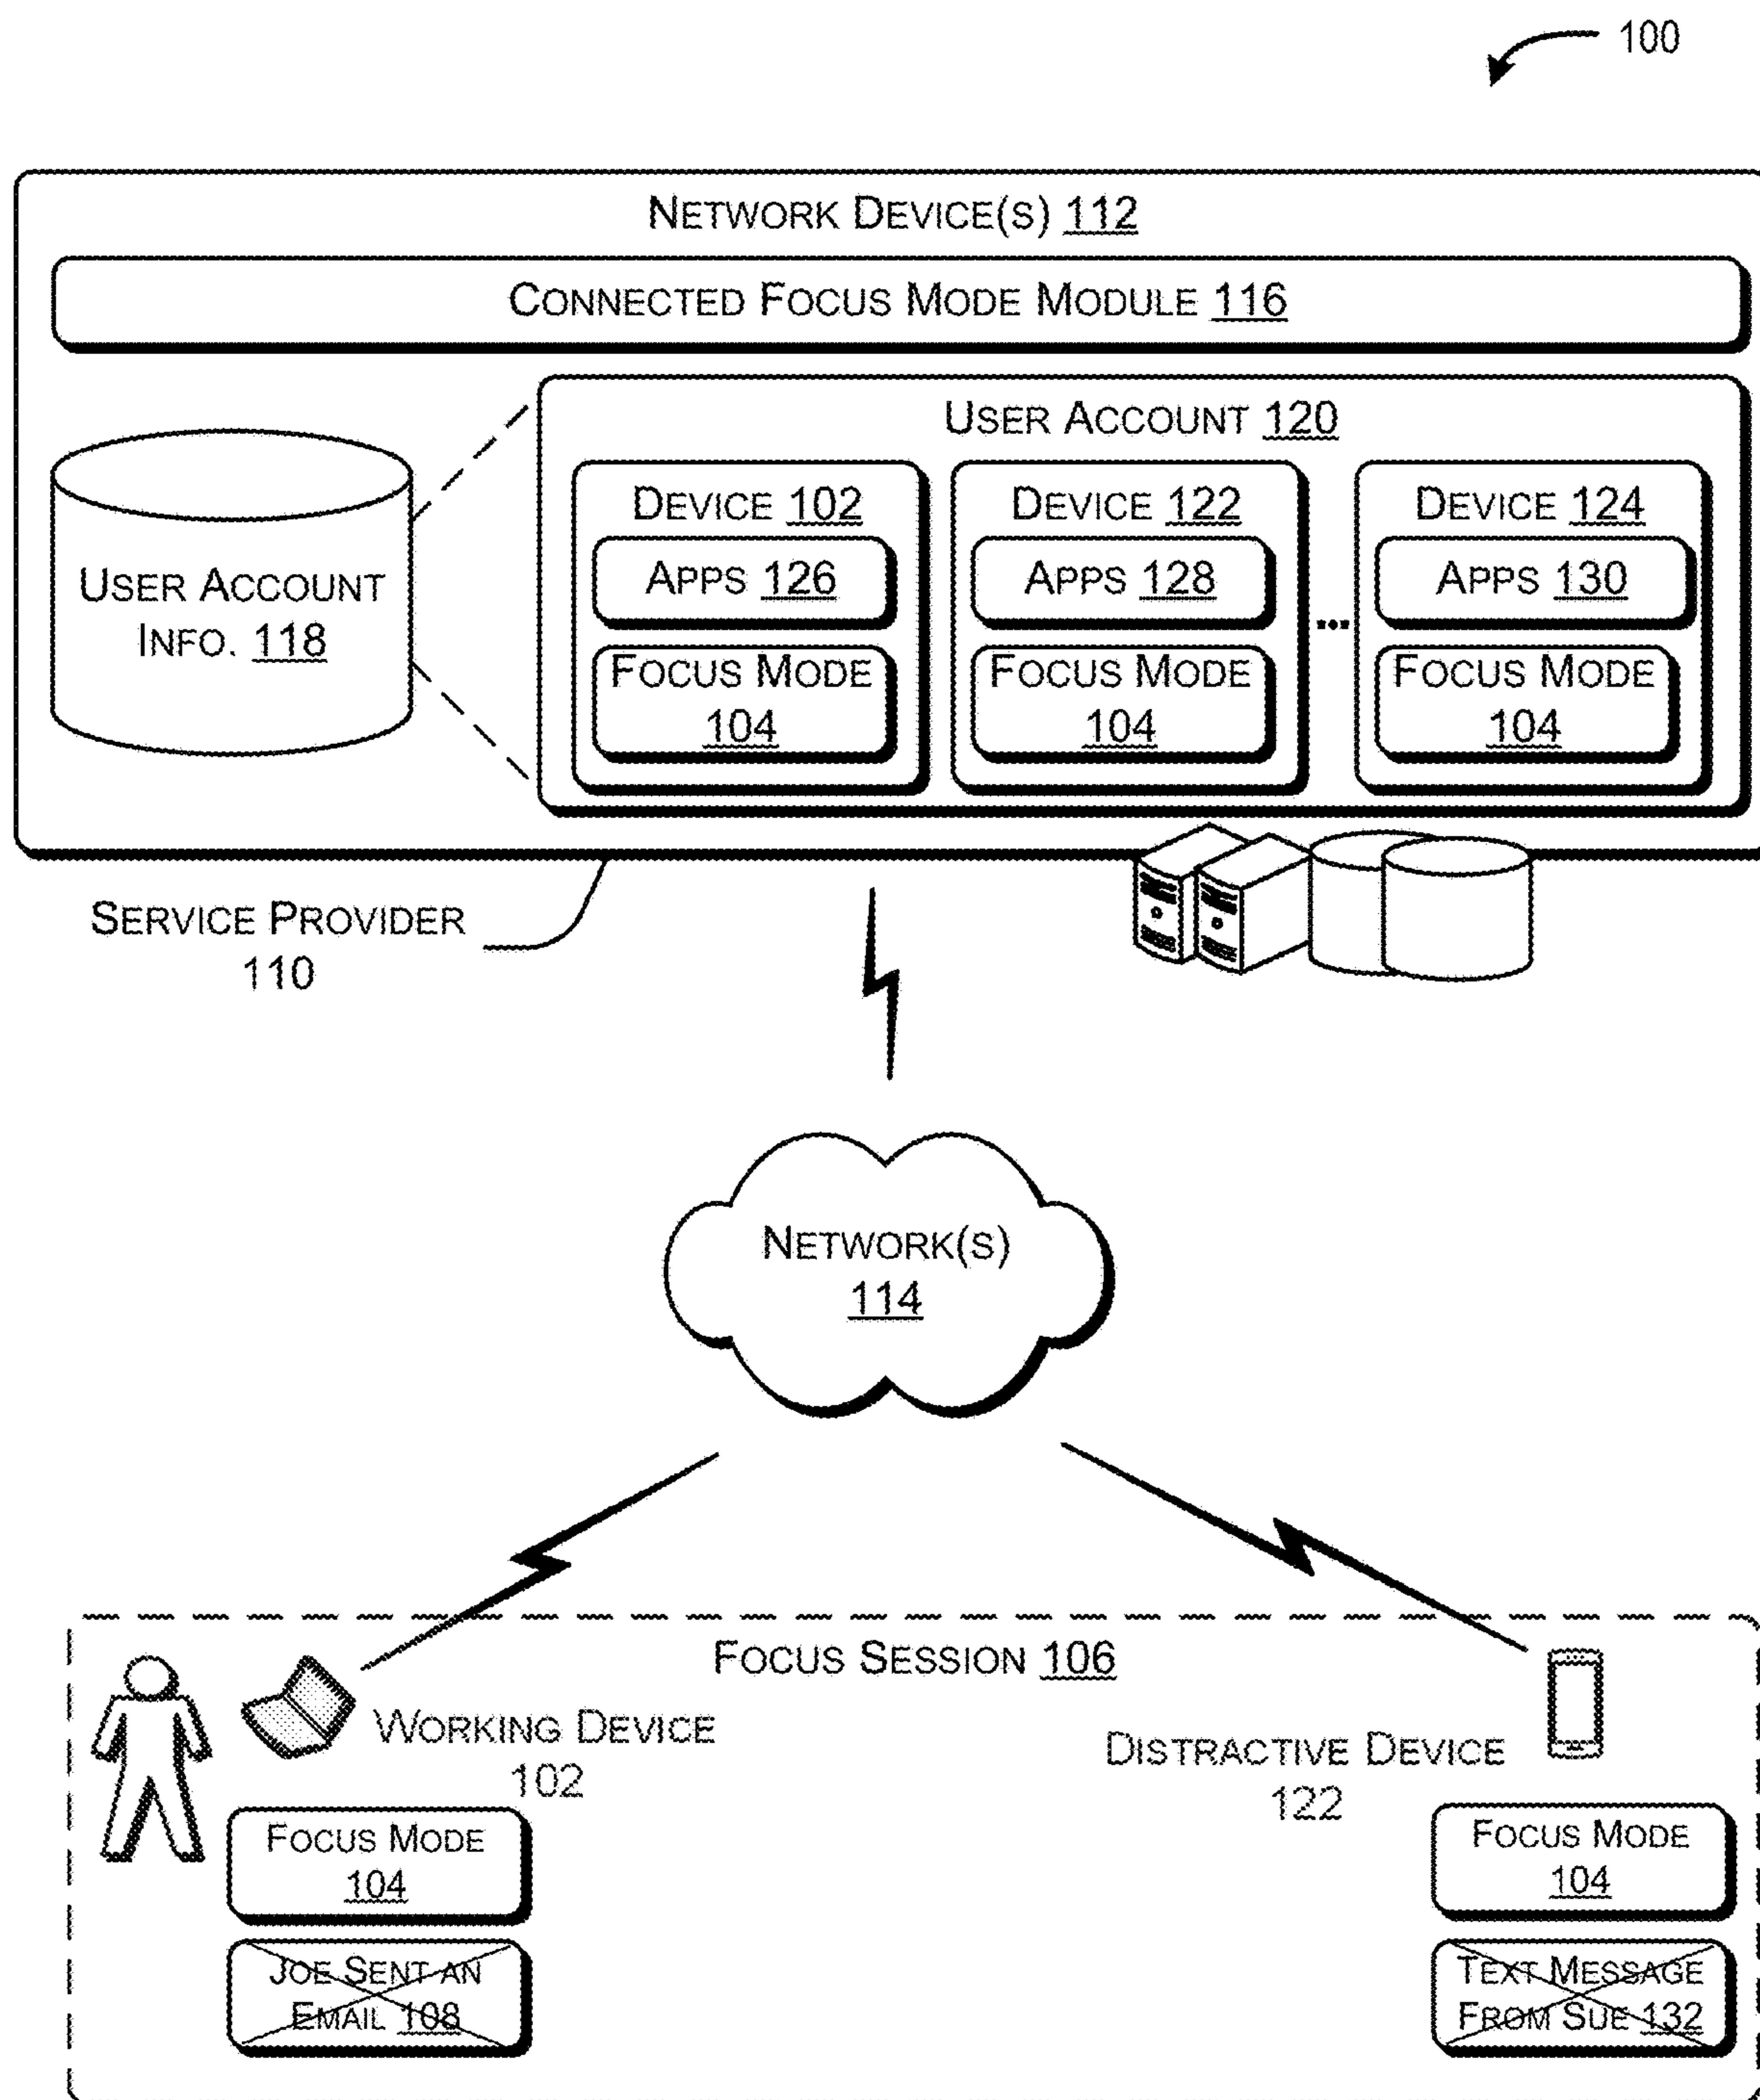 100
NETWORK DEVICE(S) 112
CONNECTED FOCUS MODE MODULE 116
USER ACCOUNT 120
USER ACCOUNT
INFO. 118
DEVICE 102
APPS 126
FOCUS MODE
104
DEVICE 122
APPS 128
FOCUS MODE
104
...
DEVICE 124
APPS 130
FOCUS MODE
104
SERVICE PROVIDER
110
NETWORK(S)
114
FOCUS SESSION 106
WORKING DEVICE
102
FOCUS MODE
104
JOE SENT AN
EMAIL 108
DISTRACTIVE DEVICE
122
FOCUS MODE
104
TEXT MESSAGE
FROM SUE 132